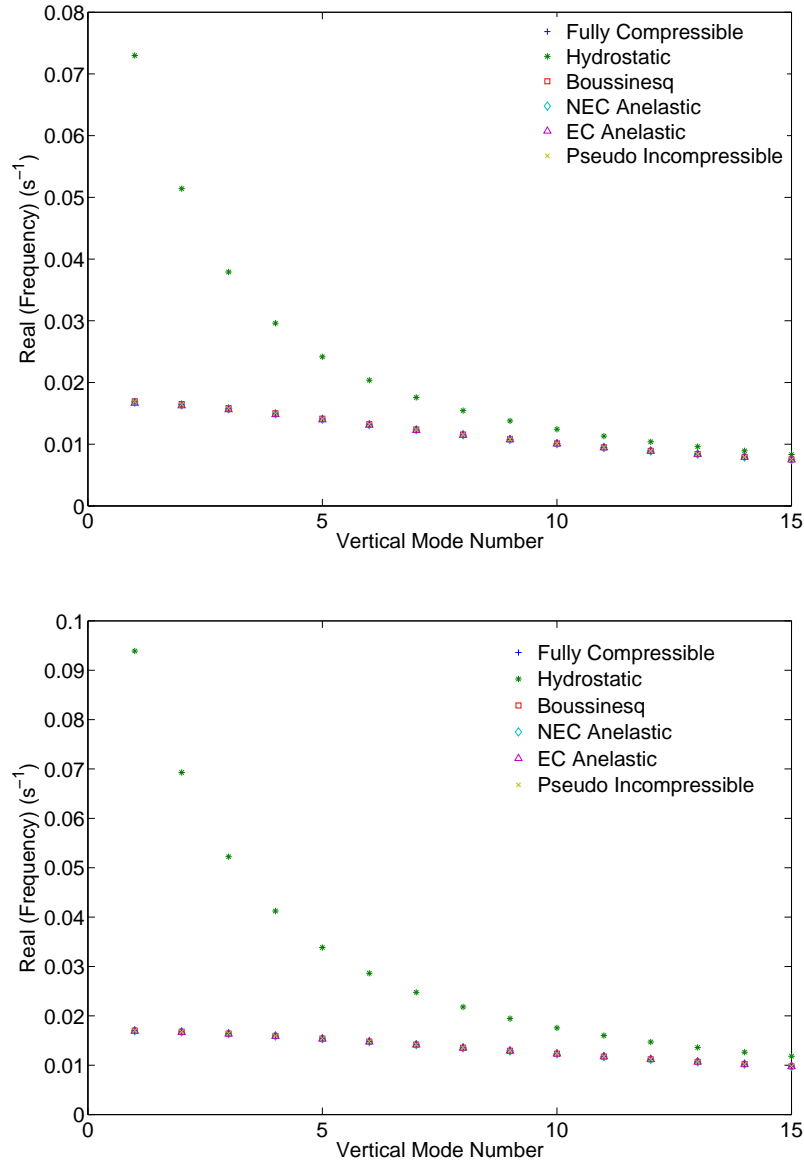 0.08
0.07
0.06
0.05
0.04
0.03
0.02
0.01
0
Real (Frequency) (s⁻¹)
Fully Compressible
Hydrostatic
Boussinesq
NEC Anelastic
EC Anelastic
Pseudo Incompressible
0 5 10 15
Vertical Mode Number
0.1
0.09
0.08
0.07
0.06
0.05
0.04
0.03
0.02
0.01
0
Real (Frequency) (s⁻¹)
Fully Compressible
Hydrostatic
Boussinesq
NEC Anelastic
EC Anelastic
Pseudo Incompressible
0 5 10 15
Vertical Mode Number